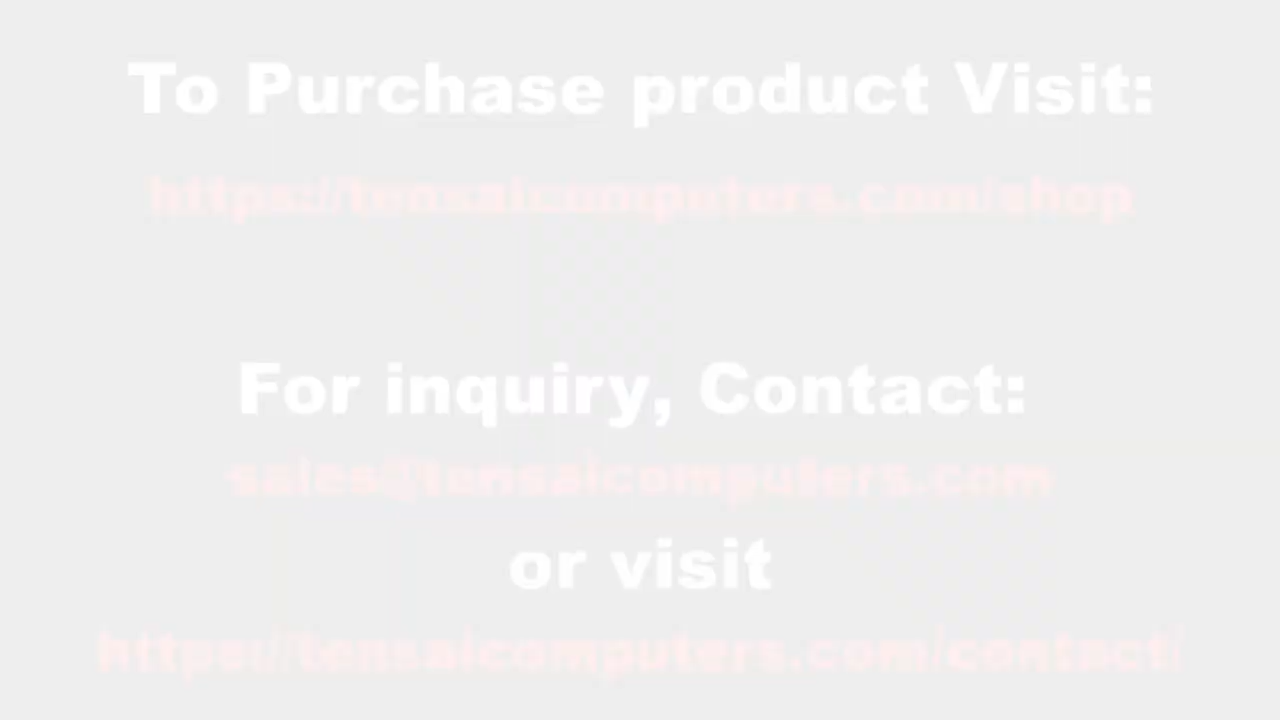 To Purchase product Visit:
https://tensaicomputers.com/shop
For inquiry, Contact:
sales@tensaicomputers.com
or visit
https://tensaicomputers.com/contact/